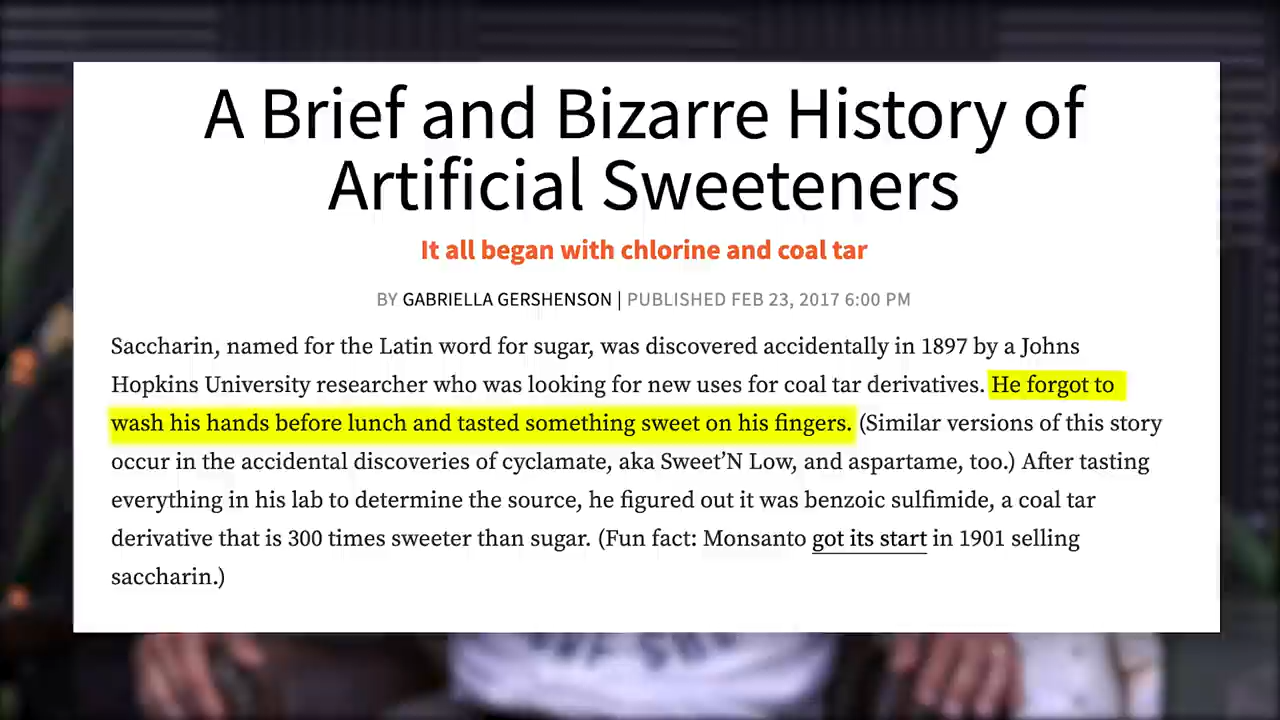 A Brief and Bizarre History of
Artificial Sweeteners
It all began with chlorine and coal tar
BY GABRIELLA GERSHENSON | PUBLISHED FEB 23, 2017 6:00 PM
Saccharin, named for the Latin word for sugar, was discovered accidentally in 1897 by a Johns
Hopkins University researcher who was looking for new uses for coal tar derivatives. He forgot to
wash his hands before lunch and tasted something sweet on his fingers. (Similar versions of this story
occur in the accidental discoveries of cyclamate, aka Sweet’N Low, and aspartame, too.) After tasting
everything in his lab to determine the source, he figured out it was benzoic sulfimide, a coal tar
derivative that is 300 times sweeter than sugar. (Fun fact: Monsanto got its start in 1901 selling
saccharin.)